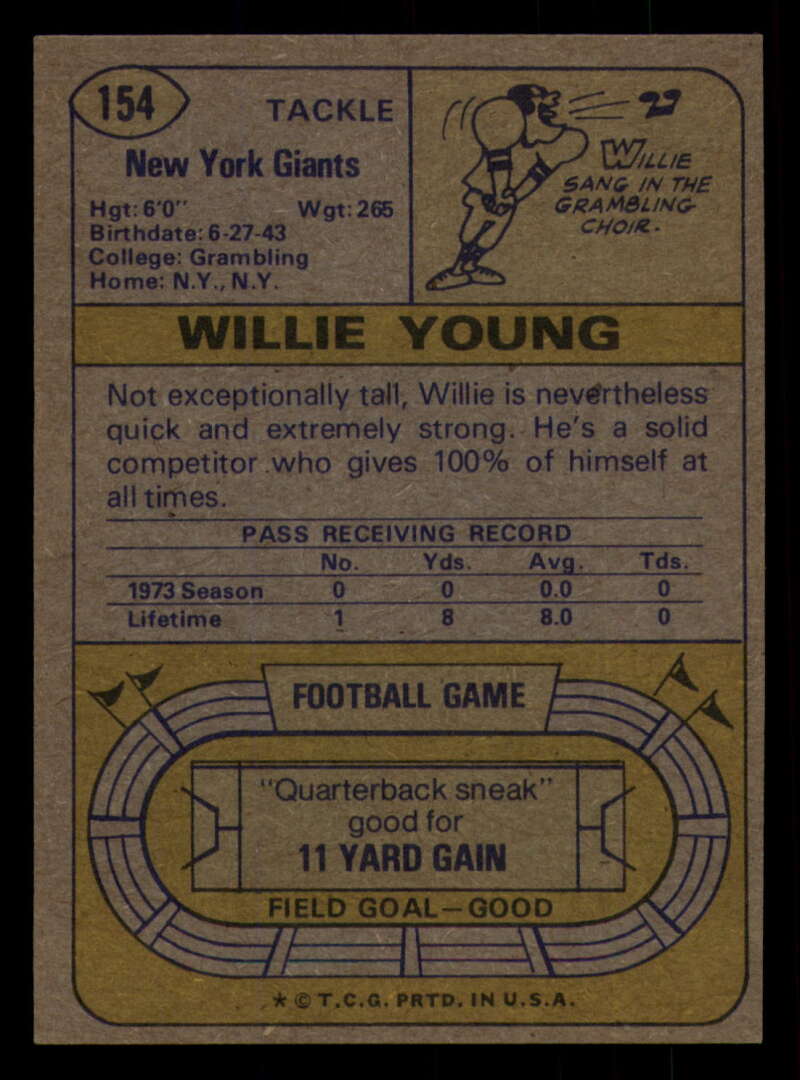 154
TACKLE
New York Giants
Hgt: 6'0" Wgt: 265
Birthdate: 6-27-43
College: Grambling
Home: N.Y., N.Y.
WILLIE
SANG IN THE
GRAMBLING
CHOIR.
WILLIE YOUNG
Not exceptionally tall, Willie is nevertheless
quick and extremely strong. He's a solid
competitor who gives 100% of himself at
all times.
PASS RECEIVING RECORD
No. Yds. Avg. Tds.
1973 Season 0 0 0.0 0
Lifetime 1 8 8.0 0
FOOTBALL GAME
"Quarterback sneak"
good for
11 YARD GAIN
FIELD GOAL—GOOD
* © T.C.G. PRTD. IN U.S.A.